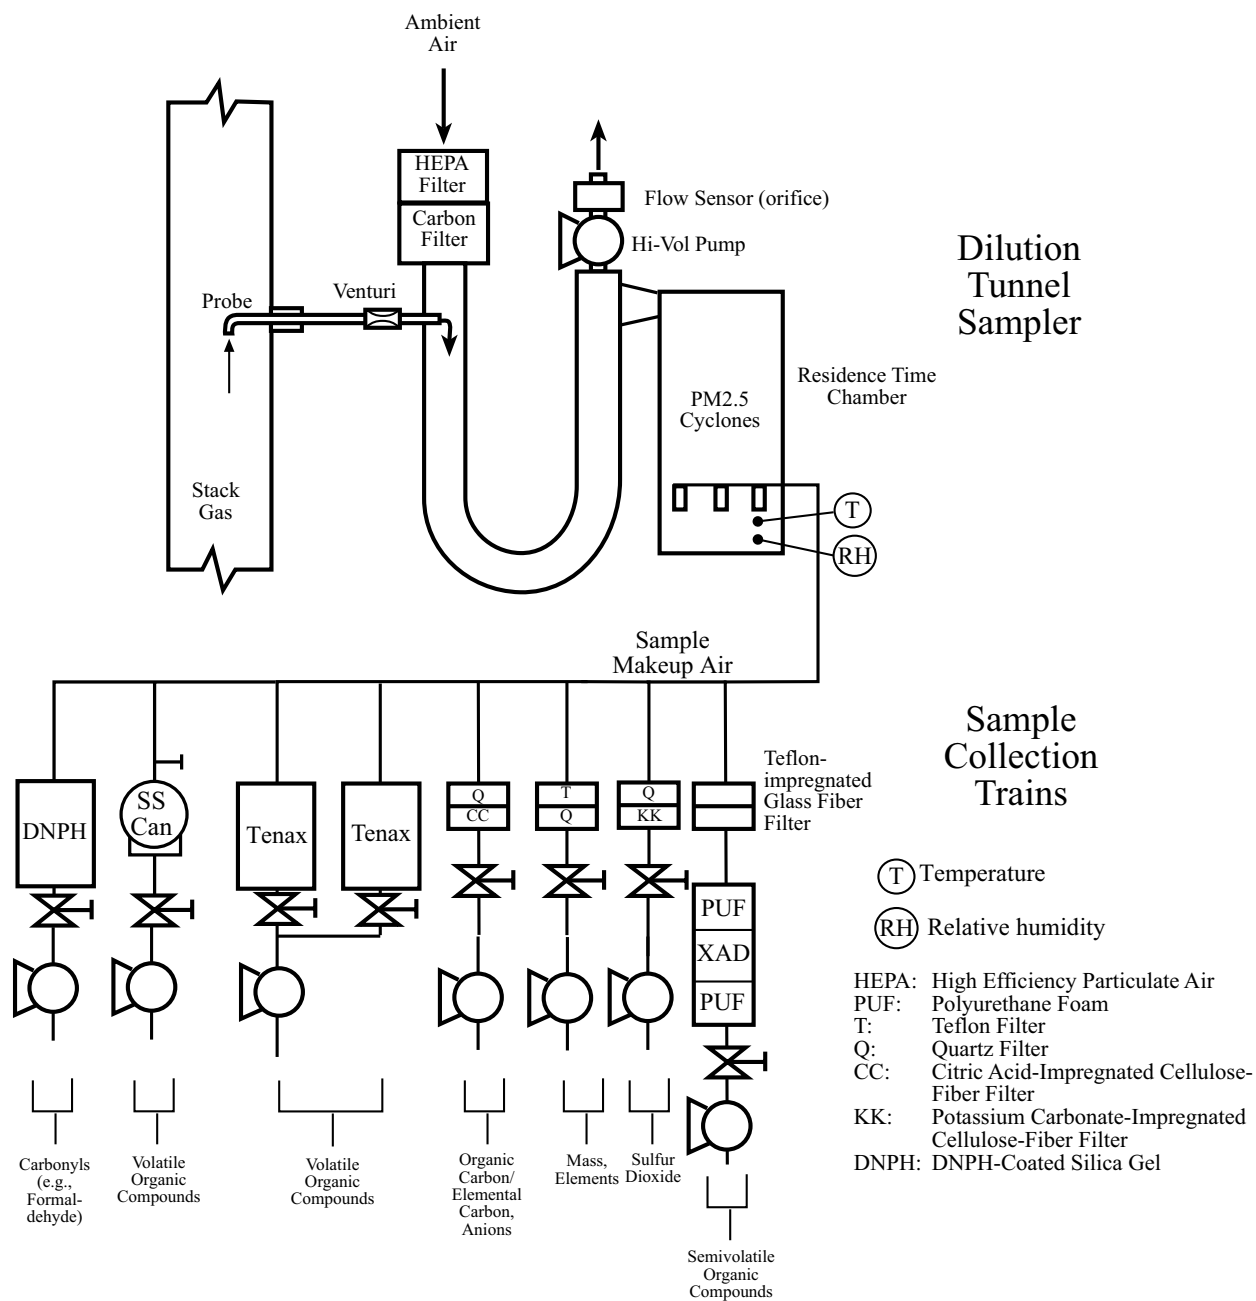 Ambient
Air
HEPA
Filter
Carbon
Filter
Flow Sensor (orifice)
Hi-Vol Pump
Dilution
Tunnel
Sampler
Probe
Venturi
Residence Time
Chamber
PM2.5
Cyclones
Stack
Gas
T
RH
Sample
Makeup Air
Sample
Collection
Trains
Teflon-
impregnated
Glass Fiber
Filter
DNPH
SS
Can
Tenax
Tenax
Q
CC
T
Q
Q
KK
PUF
XAD
PUF
T Temperature
RH Relative humidity
HEPA: High Efficiency Particulate Air
PUF: Polyurethane Foam
T: Teflon Filter
Q: Quartz Filter
CC: Citric Acid-Impregnated Cellulose-
Fiber Filter
KK: Potassium Carbonate-Impregnated
Cellulose-Fiber Filter
DNPH: DNPH-Coated Silica Gel
Carbonyls
(e.g.,
Formal-
dehyde)
Volatile
Organic
Compounds
Volatile
Organic
Compounds
Organic
Carbon/
Elemental
Carbon,
Anions
Mass,
Elements
Sulfur
Dioxide
Semivolatile
Organic
Compounds